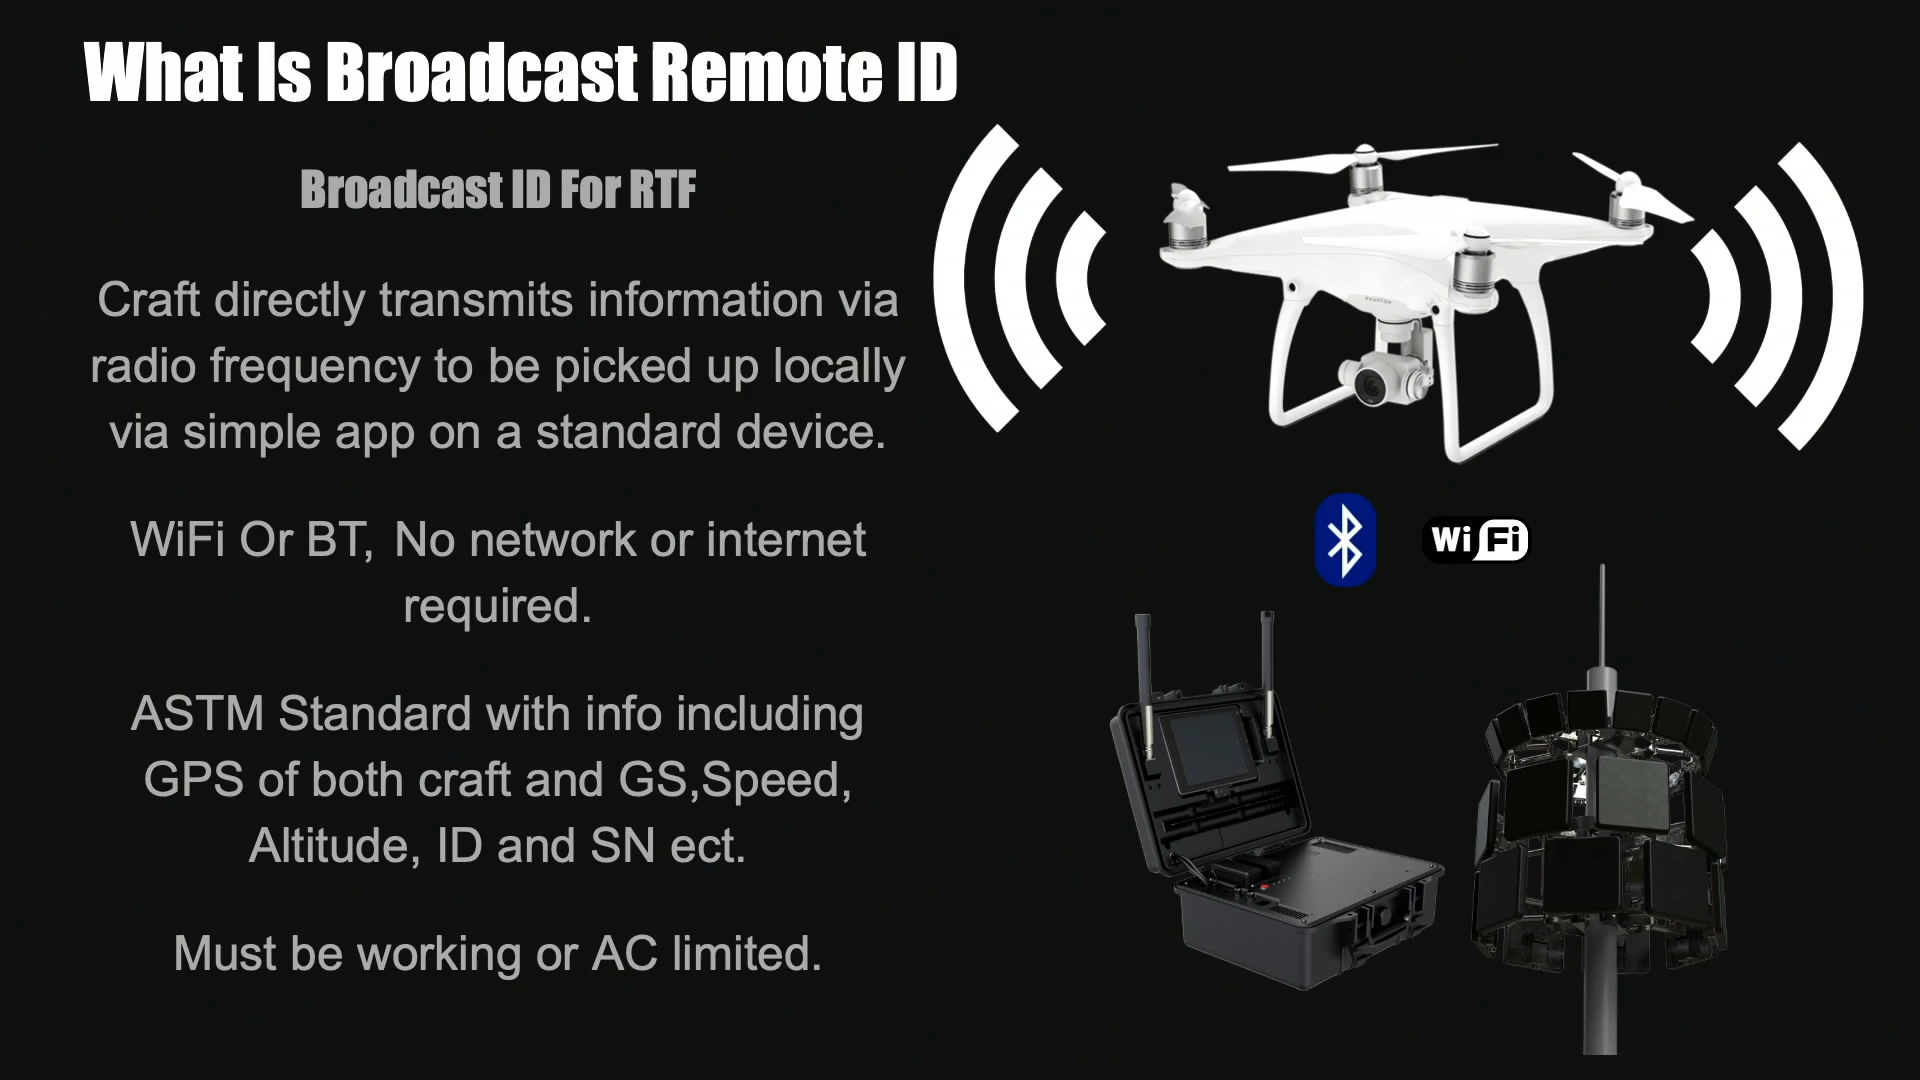 What Is Broadcast Remote ID
Broadcast ID For RTF
Craft directly transmits information via
radio frequency to be picked up locally
via simple app on a standard device.
WiFi Or BT, No network or internet
required.
ASTM Standard with info including
GPS of both craft and GS,Speed,
Altitude, ID and SN ect.
Must be working or AC limited.
PHANTOM
Wi Fi